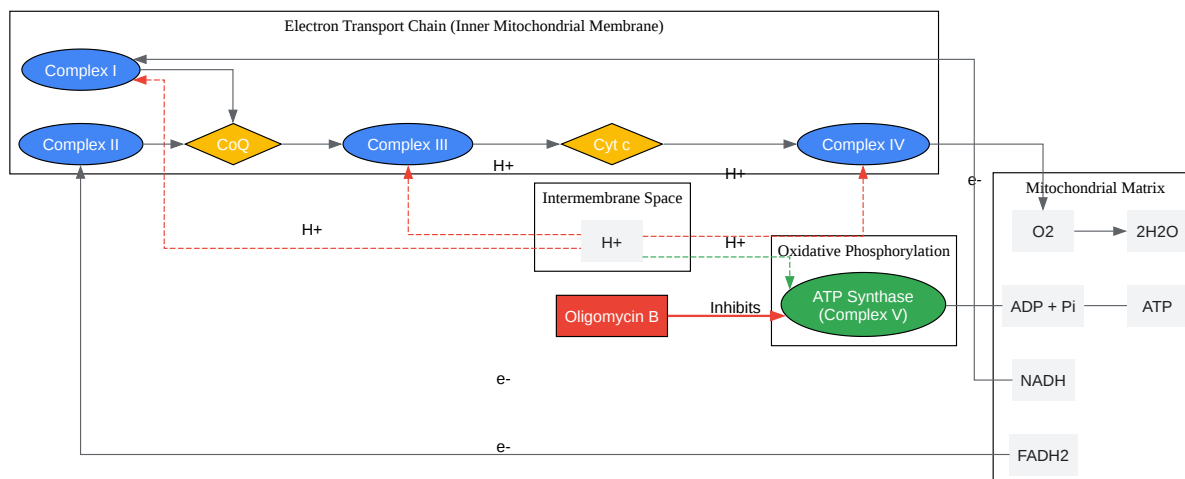 Electron Transport Chain (Inner Mitochondrial Membrane)
Complex I
Complex II
CoQ
Complex III
Cyt c
Complex IV
H+
H+
e-
Mitochondrial Matrix
Intermembrane Space
H+
H+
H+
O2
2H2O
Oxidative Phosphorylation
ATP Synthase
(Complex V)
Oligomycin B
Inhibits
ADP + Pi
ATP
e-
NADH
e-
FADH2